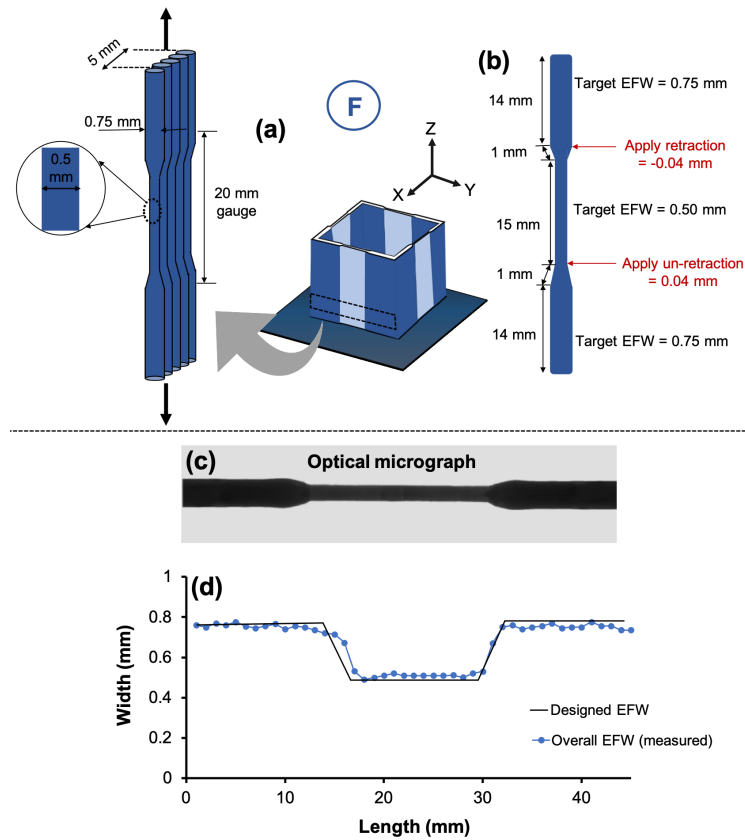 5 mm
0.75 mm
(a)
0.5
mm
20 mm
gauge
F
Z
X
Y
(b)
14 mm
Target EFW = 0.75 mm
1 mm
Apply retraction
= -0.04 mm
15 mm
Target EFW = 0.50 mm
1 mm
Apply un-retraction
= 0.04 mm
14 mm
Target EFW = 0.75 mm
(c)
Optical micrograph
(d)
Width (mm)
1
0.8
0.6
0.4
0.2
0
Designed EFW
Overall EFW (measured)
0
10
20
30
40
Length (mm)